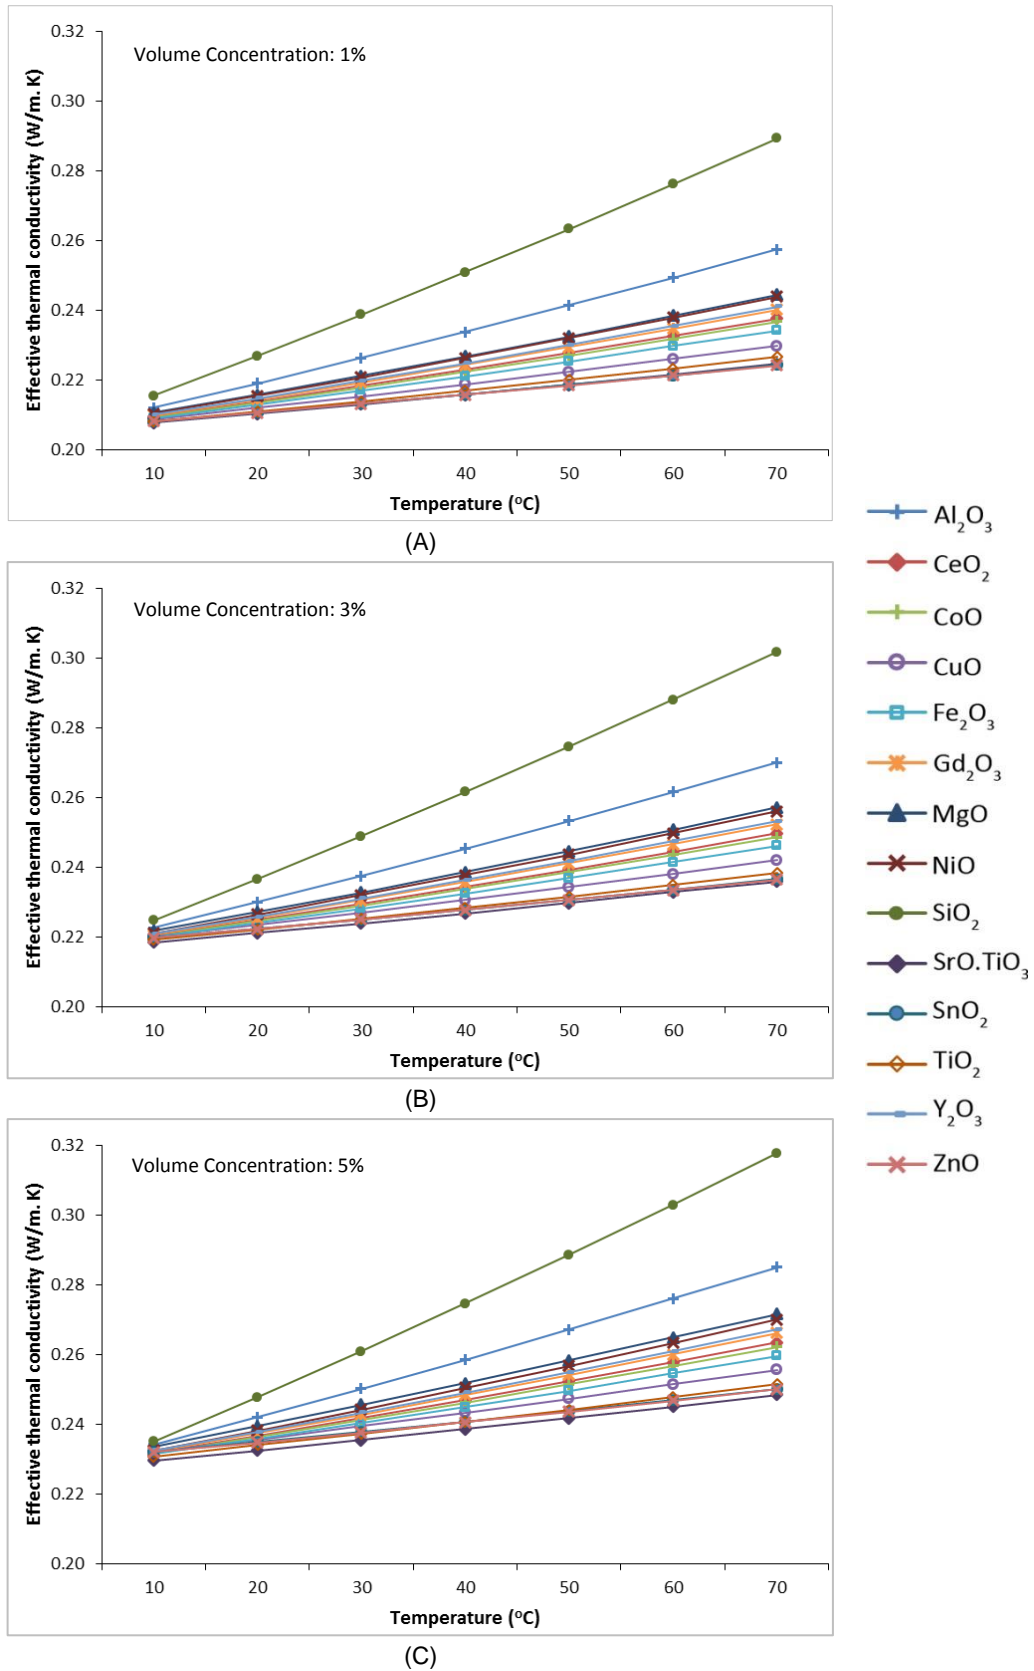 Volume Concentration: 1%
Effective thermal conductivity (W/m. K)
0.32
0.30
0.28
0.26
0.24
0.22
0.20
10 20 30 40 50 60 70
Temperature (°C)
(A)
Volume Concentration: 3%
Effective thermal conductivity (W/m. K)
0.32
0.30
0.28
0.26
0.24
0.22
0.20
10 20 30 40 50 60 70
Temperature (°C)
(B)
Volume Concentration: 5%
Effective thermal conductivity (W/m. K)
0.32
0.30
0.28
0.26
0.24
0.22
0.20
10 20 30 40 50 60 70
Temperature (°C)
(C)
Al₂O₃
CeO₂
CoO
CuO
Fe₂O₃
Gd₂O₃
MgO
NiO
SiO₂
SrO.TiO₃
SnO₂
TiO₂
Y₂O₃
ZnO